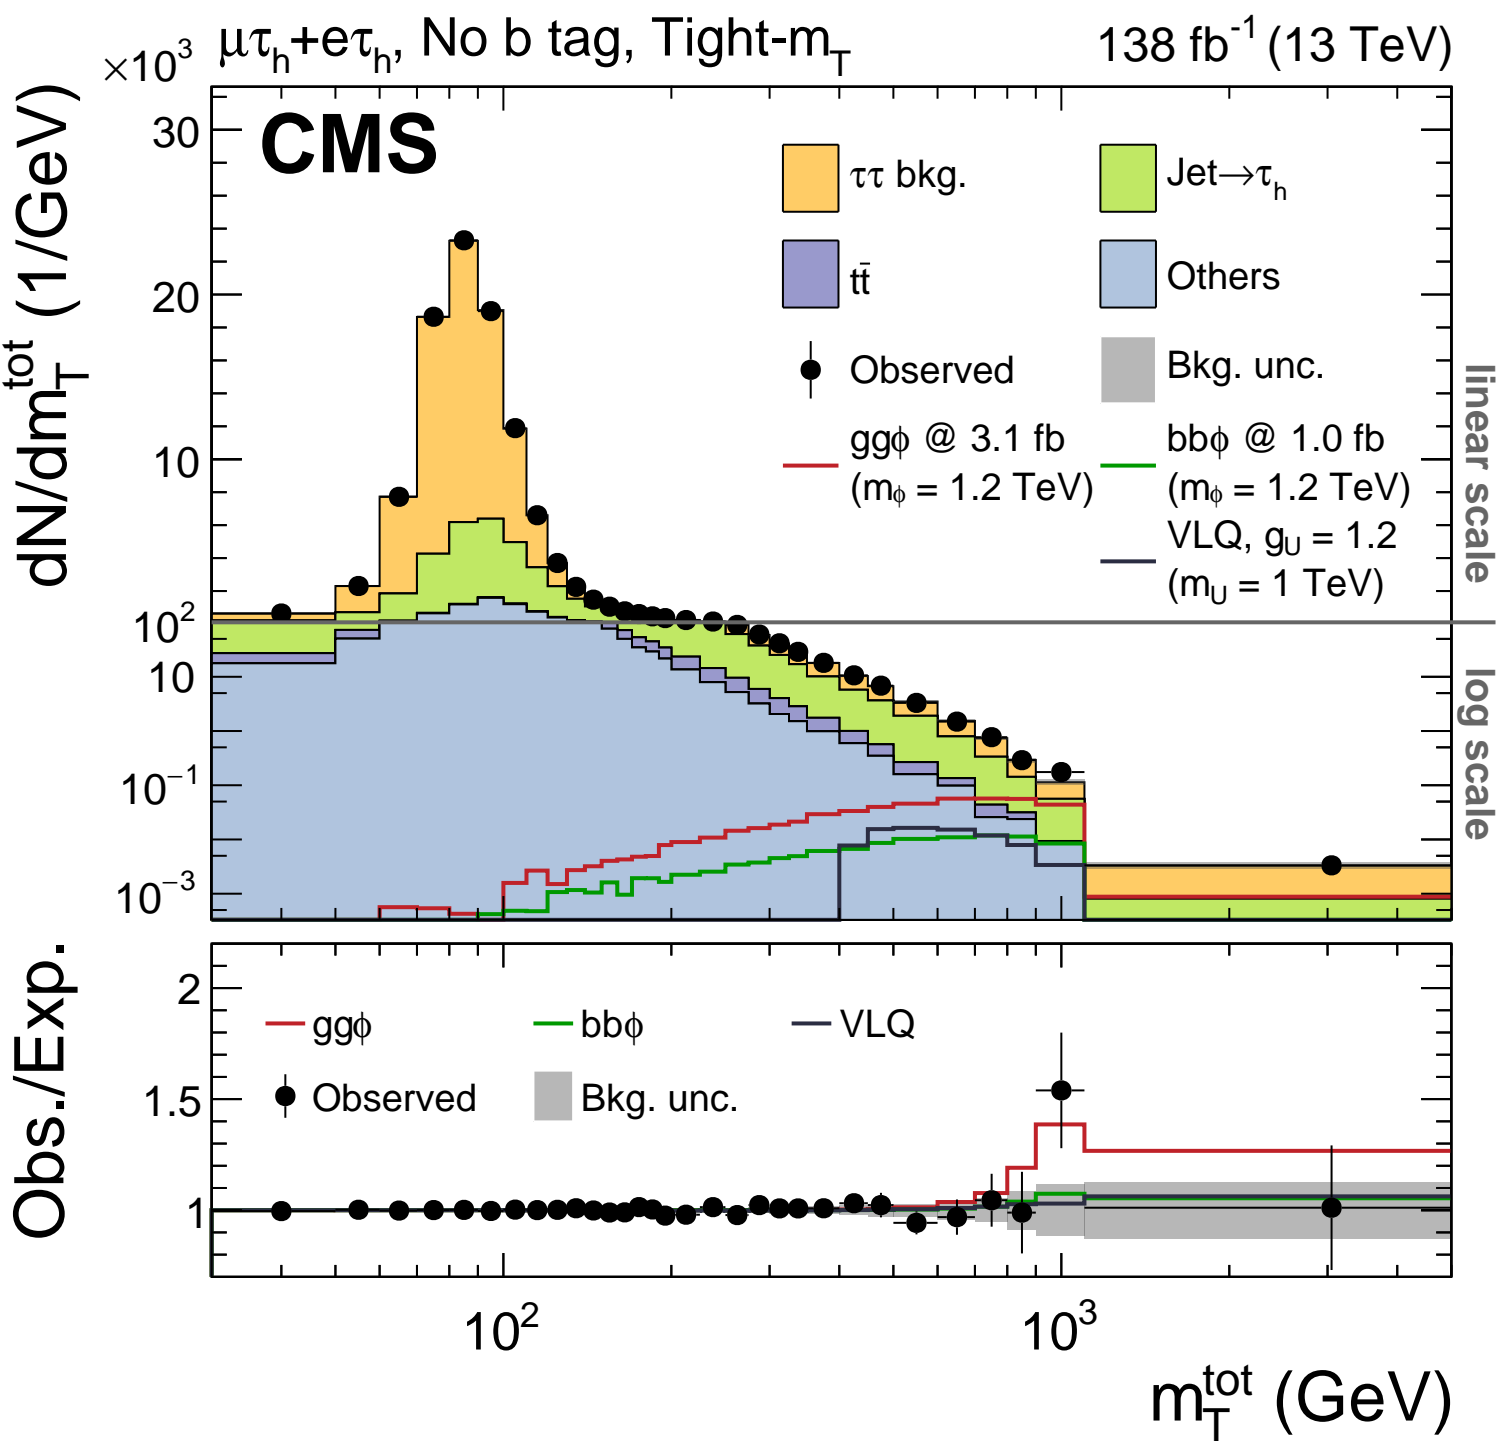 μτh+eτh, No b tag, Tight-mT
138 fb-1 (13 TeV)
×10³
CMS
dN/dmTtot (1/GeV)
30
20
10
10²
10
10⁻¹
10⁻³
ττ bkg.
Jet→τh
tt̄
Others
Observed
Bkg. unc.
ggϕ @ 3.1 fb
(mϕ = 1.2 TeV)
bbϕ @ 1.0 fb
(mϕ = 1.2 TeV)
VLQ, gU = 1.2
(mU = 1 TeV)
linear scale
log scale
Obs./Exp.
2
1.5
1
ggϕ
bbϕ
VLQ
Observed
Bkg. unc.
10²
10³
mTtot (GeV)